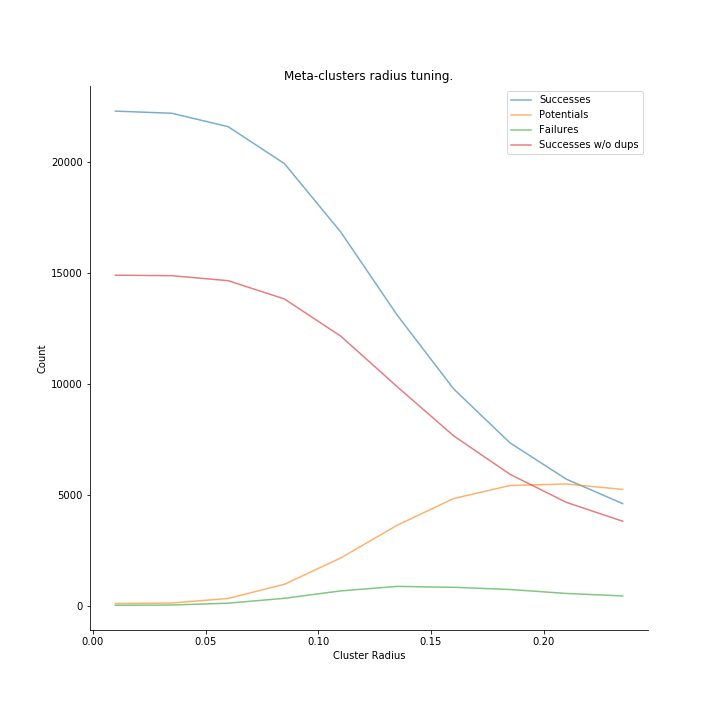 Meta-clusters radius tuning.
Successes
Potentials
Failures
Successes w/o dups
20000
15000
10000
5000
0
Count
0.00 0.05 0.10 0.15 0.20
Cluster Radius